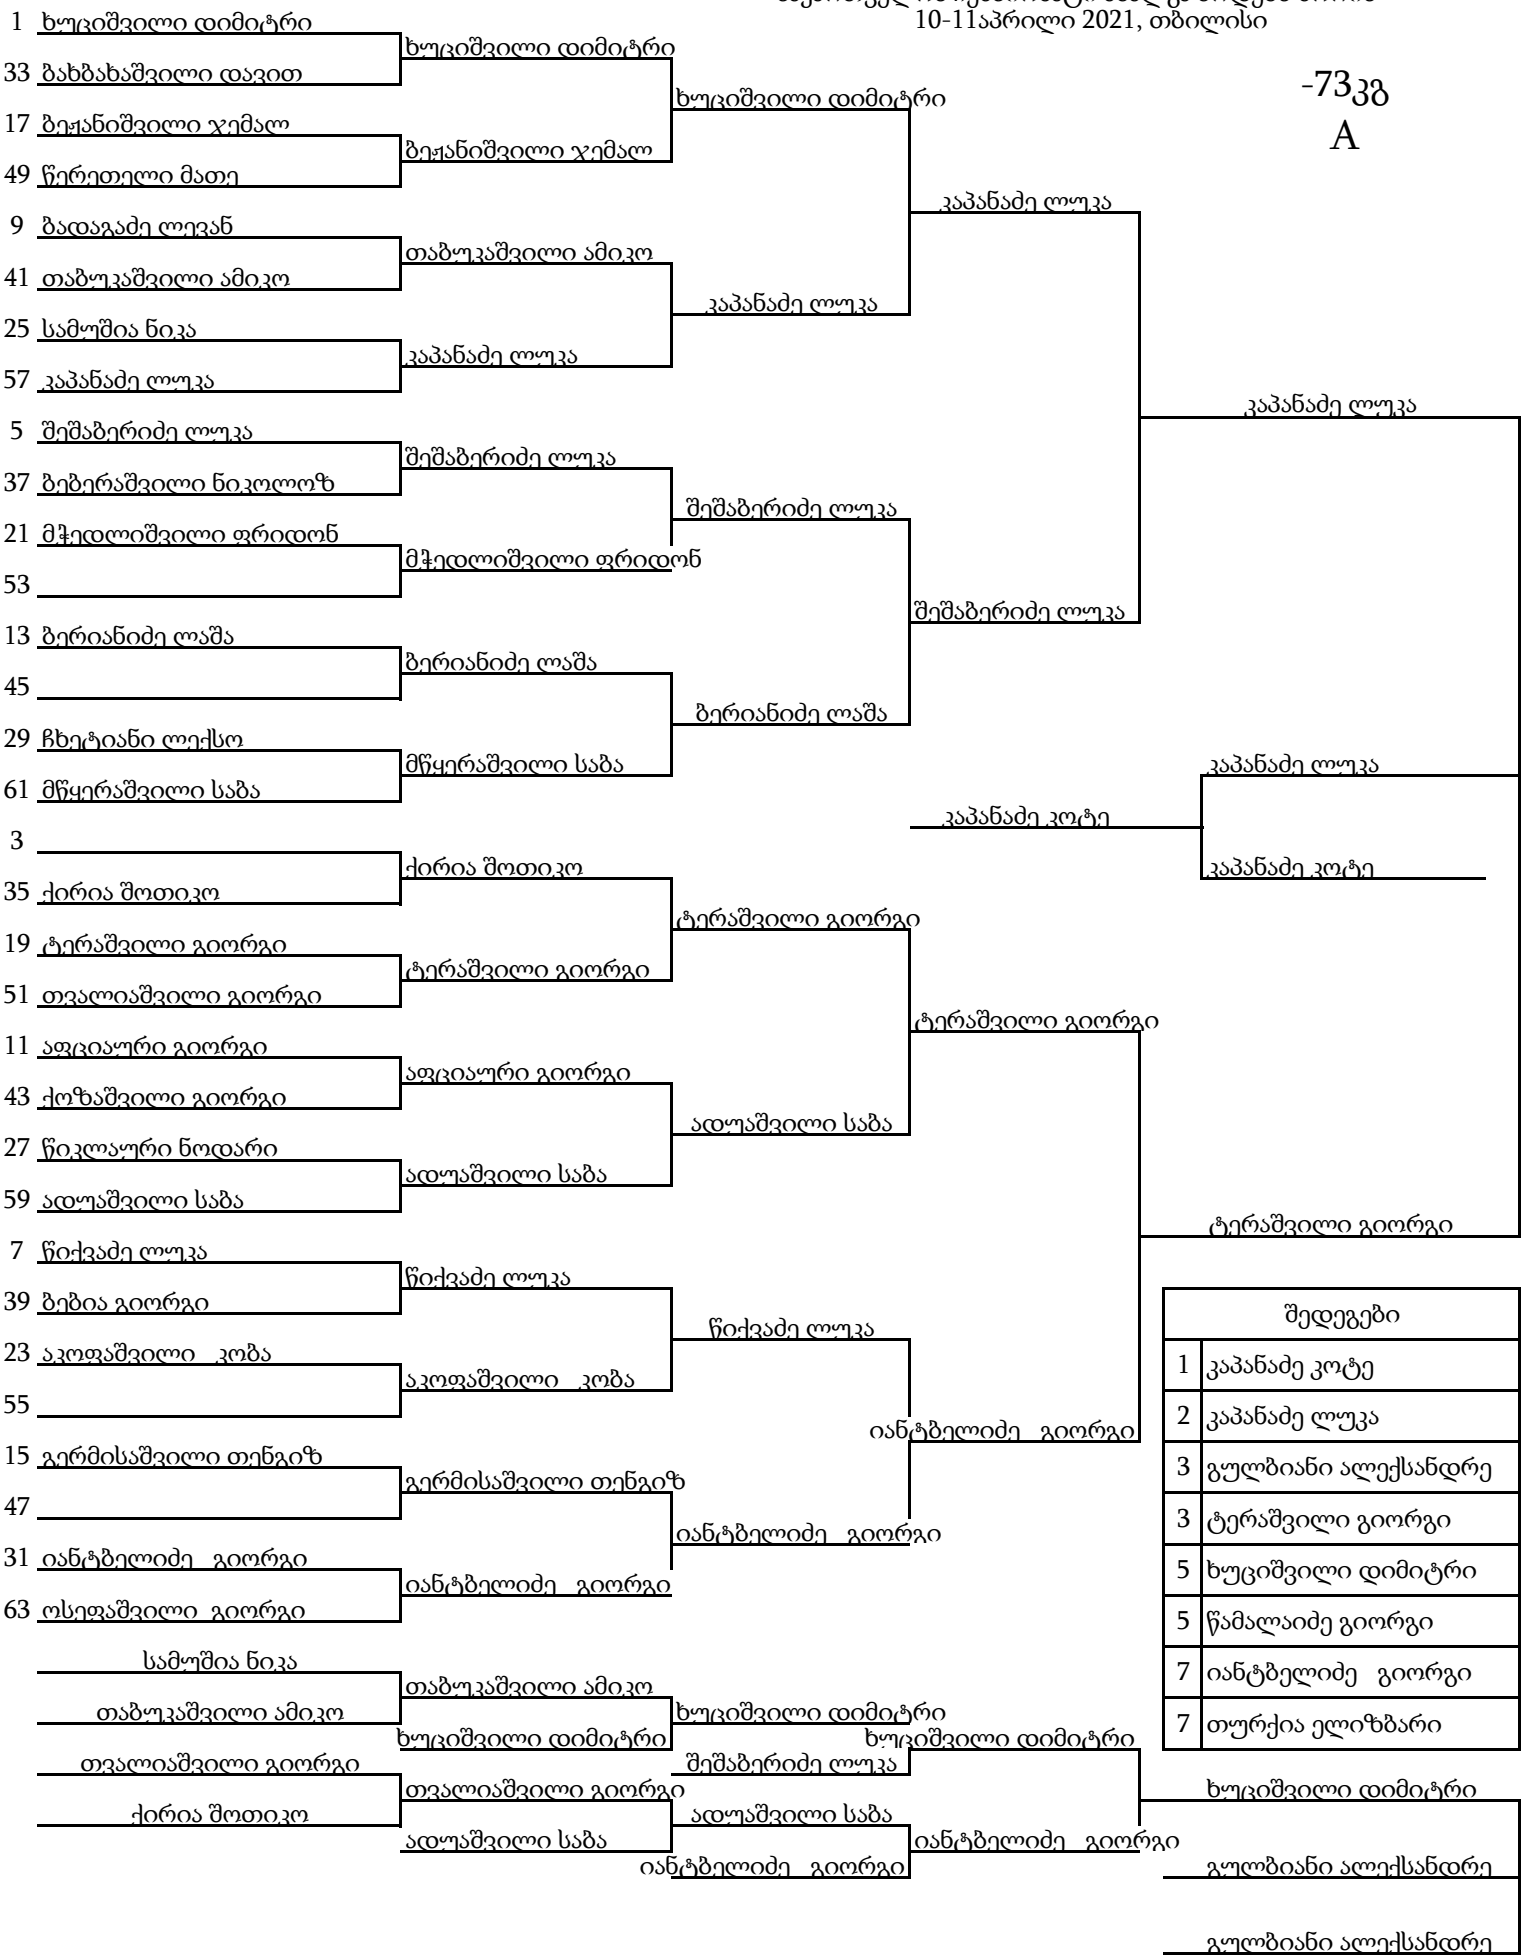 10-11აპრილი 2021, თბილისი
-73კგ
A
1 ხუციშვილი დიმიტრი
33 ბახბახაშვილი დავით
17 ბეჟანიშვილი ჯემალ
49 წერეთელი მათე
9 ბადაგაძე ლევან
41 თაბუკაშვილი ამიკო
25 სამუშია ნიკა
57 კაპანაძე ლუკა
5 შეშაბერიძე ლუკა
37 ბებერაშვილი ნიკოლოზ
21 მჭედლიშვილი ფრიდონ
53
13 ბერიანიძე ლაშა
45
29 ჩხეტიანი ლექსო
61 მწყერაშვილი საბა
3
35 ქირია შოთიკო
19 ტერაშვილი გიორგი
51 თვალიაშვილი გიორგი
11 აფციაური გიორგი
43 ქოზაშვილი გიორგი
27 წიკლაური ნოდარი
59 ადუაშვილი საბა
7 წიქვაძე ლუკა
39 ბებია გიორგი
23 აკოფაშვილი კობა
55
15 გერმისაშვილი თენგიზ
47
31 იანტბელიძე გიორგი
63 ოსეფაშვილი გიორგი
სამუშია ნიკა
თაბუკაშვილი ამიკო
თვალიაშვილი გიორგი
ქირია შოთიკო
ხუციშვილი დიმიტრი
ბეჟანიშვილი ჯემალ
თაბუკაშვილი ამიკო
კაპანაძე ლუკა
შეშაბერიძე ლუკა
მჭედლიშვილი ფრიდონ
ბერიანიძე ლაშა
მწყერაშვილი საბა
ქირია შოთიკო
ტერაშვილი გიორგი
აფციაური გიორგი
ადუაშვილი საბა
წიქვაძე ლუკა
აკოფაშვილი კობა
გერმისაშვილი თენგიზ
იანტბელიძე გიორგი
თაბუკაშვილი ამიკო
ხუციშვილი დიმიტრი
თვალიაშვილი გიორგი
ადუაშვილი საბა
ხუციშვილი დიმიტრი
კაპანაძე ლუკა
შეშაბერიძე ლუკა
ბერიანიძე ლაშა
ტერაშვილი გიორგი
ადუაშვილი საბა
წიქვაძე ლუკა
იანტბელიძე გიორგი
ხუციშვილი დიმიტრი
შეშაბერიძე ლუკა
ადუაშვილი საბა
იანტბელიძე გიორგი
კაპანაძე ლუკა
შეშაბერიძე ლუკა
კაპანაძე კოტე
ტერაშვილი გიორგი
იანტბელიძე გიორგი
ხუციშვილი დიმიტრი
იანტბელიძე გიორგი
კაპანაძე ლუკა
კაპანაძე ლუკა
კაპანაძე კოტე
ტერაშვილი გიორგი
შედეგები
1 კაპანაძე კოტე
2 კაპანაძე ლუკა
3 გულბიანი ალექსანდრე
3 ტერაშვილი გიორგი
5 ხუციშვილი დიმიტრი
5 წამალაიძე გიორგი
7 იანტბელიძე გიორგი
7 თურქია ელიზბარი
ხუციშვილი დიმიტრი
გულბიანი ალექსანდრე
გულბიანი ალექსანდრე